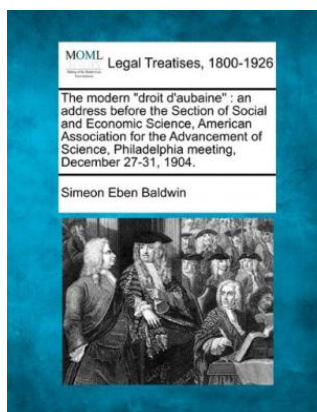 MOML
Legal Treatises, 1800-1926
The modern "droit d'aubaine" : an
address before the Section of Social
and Economic Science, American
Association for the Advancement of
Science, Philadelphia meeting,
December 27-31, 1904.
Simeon Eben Baldwin